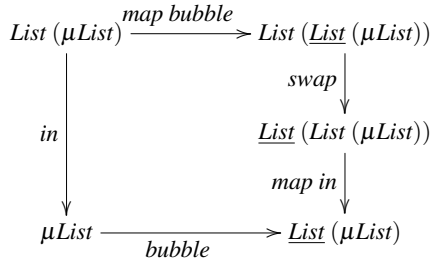 List (μList) map bubble List (List (μList))
swap
in List (List (μList))
map in
μList bubble List (μList)